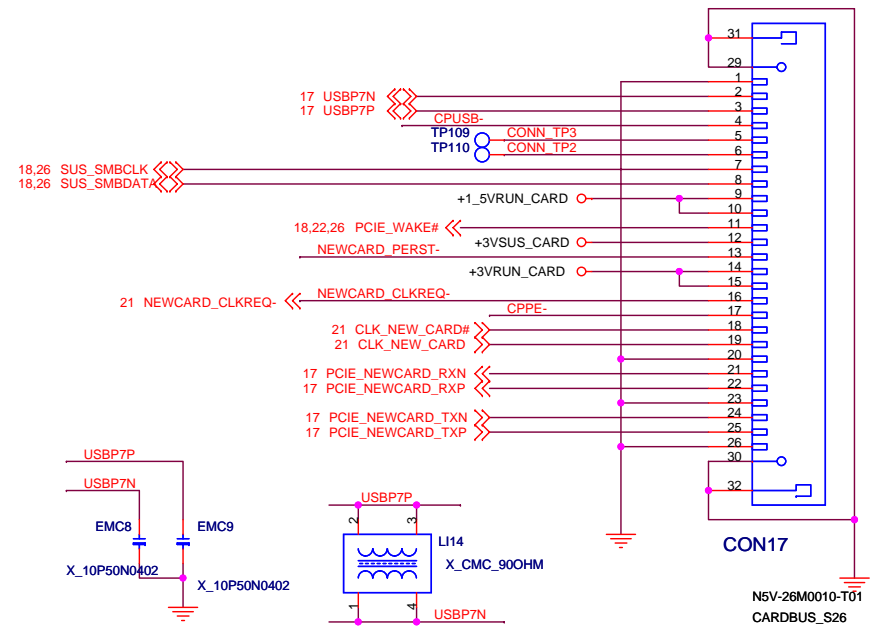 31
29
1
17 USBP7N 2
17 USBP7P 3
CPUSB- 4
TP109 CONN_TP3 5
TP110 CONN_TP2 6
18,26 SUS_SMBCLK 7
18,26 SUS_SMBDATA 8
+1_5VRUN_CARD 9
10
18,22,26 PCIE_WAKE# 11
+3VSUS_CARD 12
NEWCARD_PERST- 13
+3VRUN_CARD 14
15
21 NEWCARD_CLKREQ- NEWCARD_CLKREQ- 16
CPPE- 17
21 CLK_NEW_CARD# 18
21 CLK_NEW_CARD 19
20
17 PCIE_NEWCARD_RXN 21
17 PCIE_NEWCARD_RXP 22
23
17 PCIE_NEWCARD_TXN 24
17 PCIE_NEWCARD_TXP 25
26
30
32
CON17
N5V-26M0010-T01
CARDBUS_S26
USBP7P
USBP7N
EMC8 EMC9
X_10P50N0402
X_10P50N0402
USBP7P
2 3
LI14
X_CMC_90OHM
1 4
USBP7N